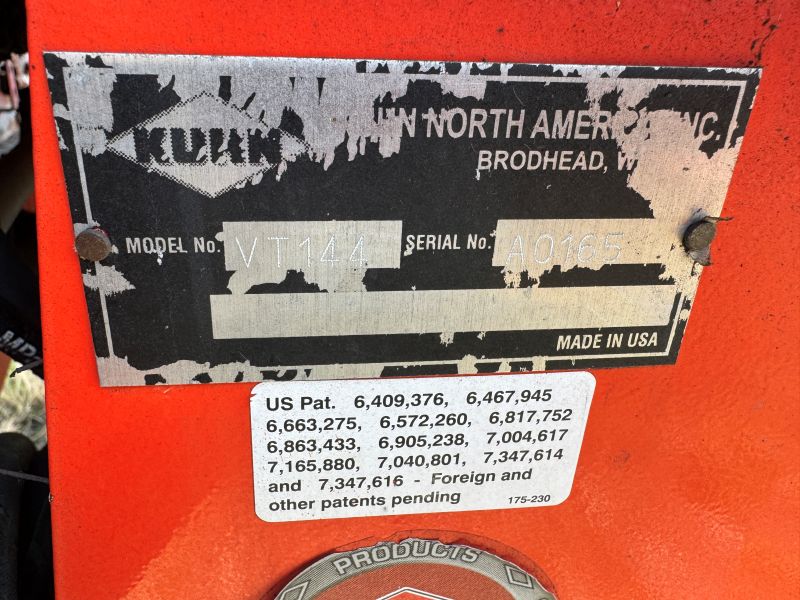 KUHN
KUHN NORTH AMERICA, INC.
BRODHEAD,
MODEL No. VT144 SERIAL No. A0165
MADE IN USA
US Pat. 6,409,376, 6,467,945
6,663,275, 6,572,260, 6,817,752
6,863,433, 6,905,238, 7,004,617
7,165,880, 7,040,801, 7,347,614
and 7,347,616 - Foreign and
other patents pending 175-230
PRODUCTS